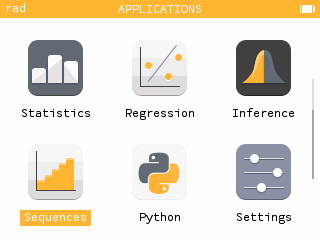 rad APPLICATIONS
Statistics Regression Inference
Sequences Python Settings